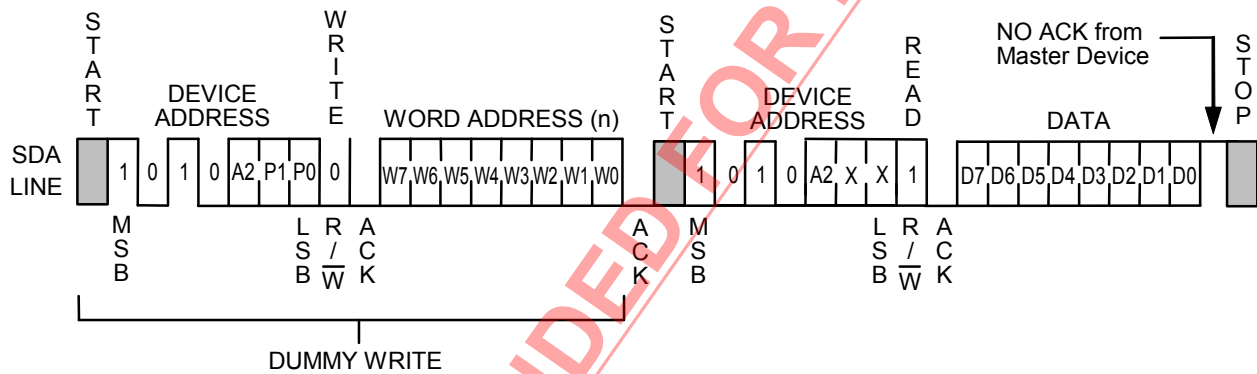 START
WRITE
START
READ
NO ACK from
Master Device
STOP
DEVICE
ADDRESS
WORD ADDRESS (n)
DEVICE
ADDRESS
DATA
SDA
LINE
1 0 1 0 A2 P1 P0 0
W7 W6 W5 W4 W3 W2 W1 W0
1 0 1 0 A2 X X 1
D7 D6 D5 D4 D3 D2 D1 D0
MSB
LSB
R/W
ACK
ACK
MSB
LSB
R/W
ACK
DUMMY WRITE
NDED FOR